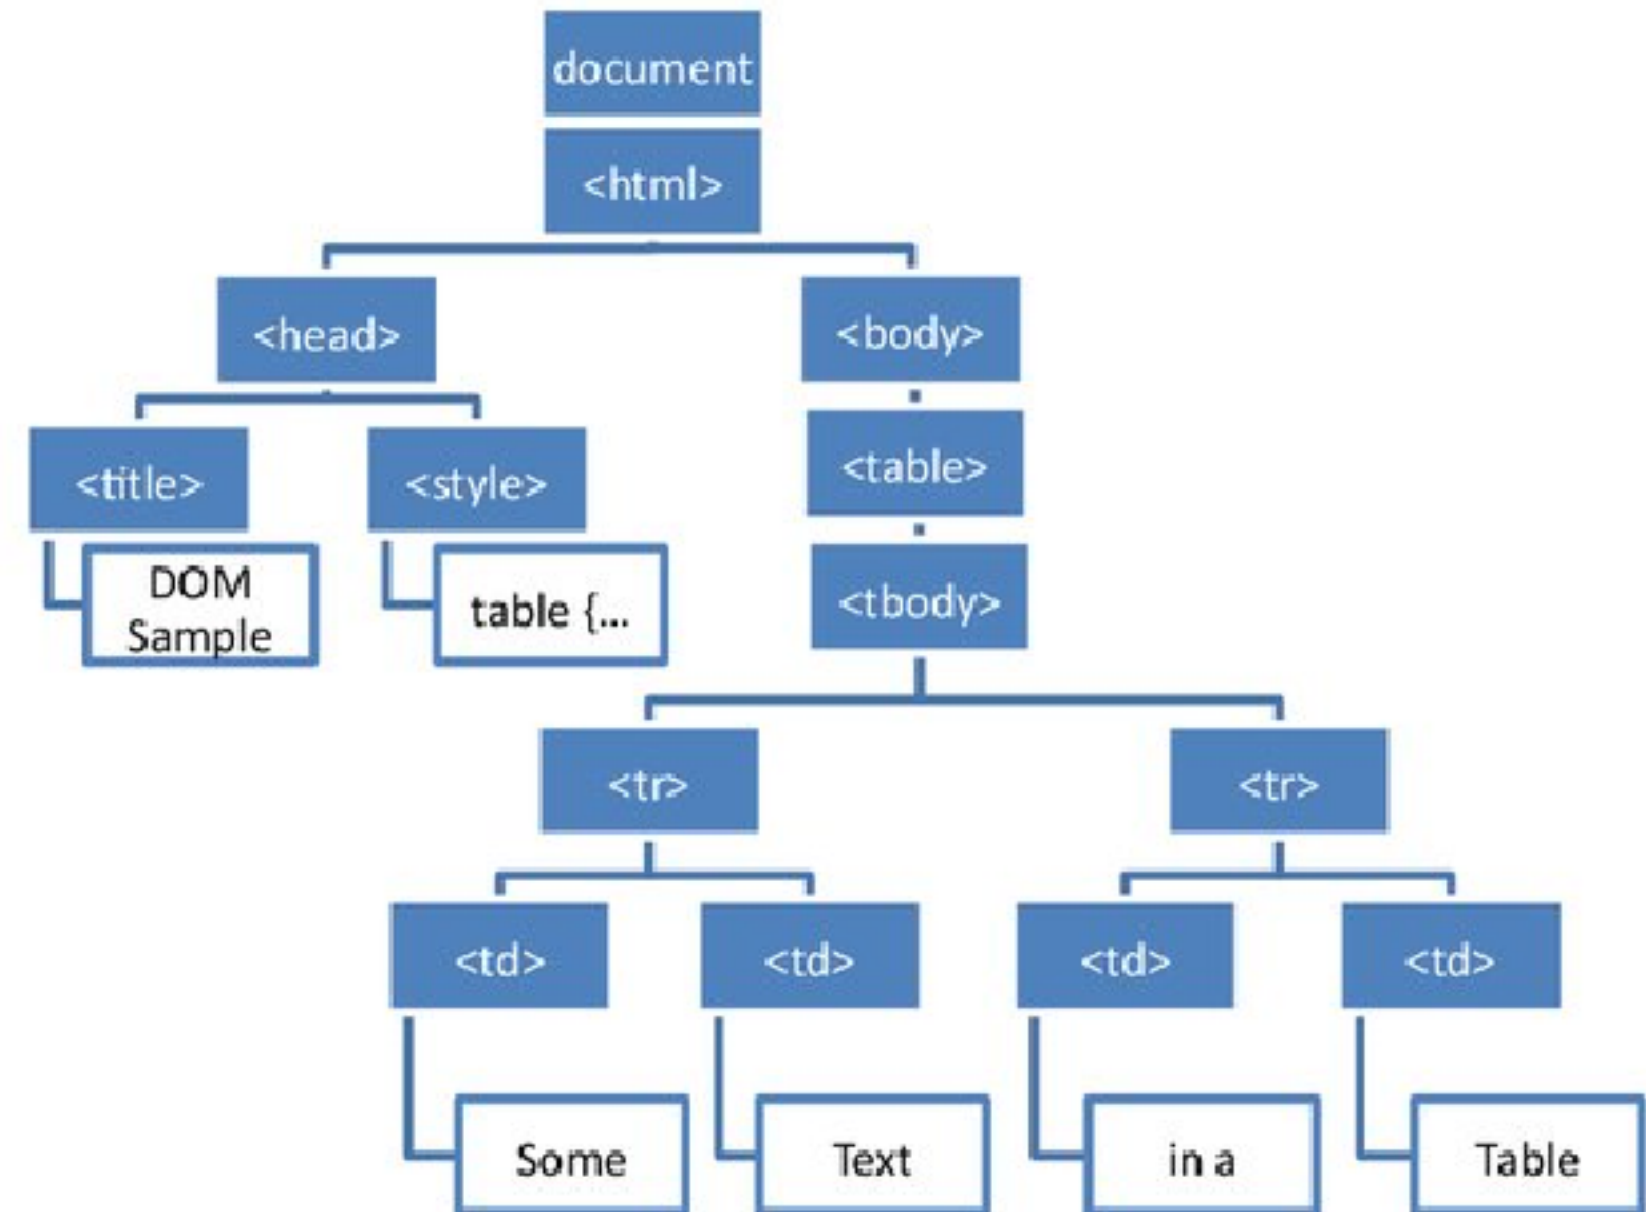 document
<html>
<head>
<body>
<title>
<style>
<table>
DOM
Sample
table {...
<tbody>
<tr>
<tr>
<td>
<td>
<td>
<td>
Some
Text
in a
Table